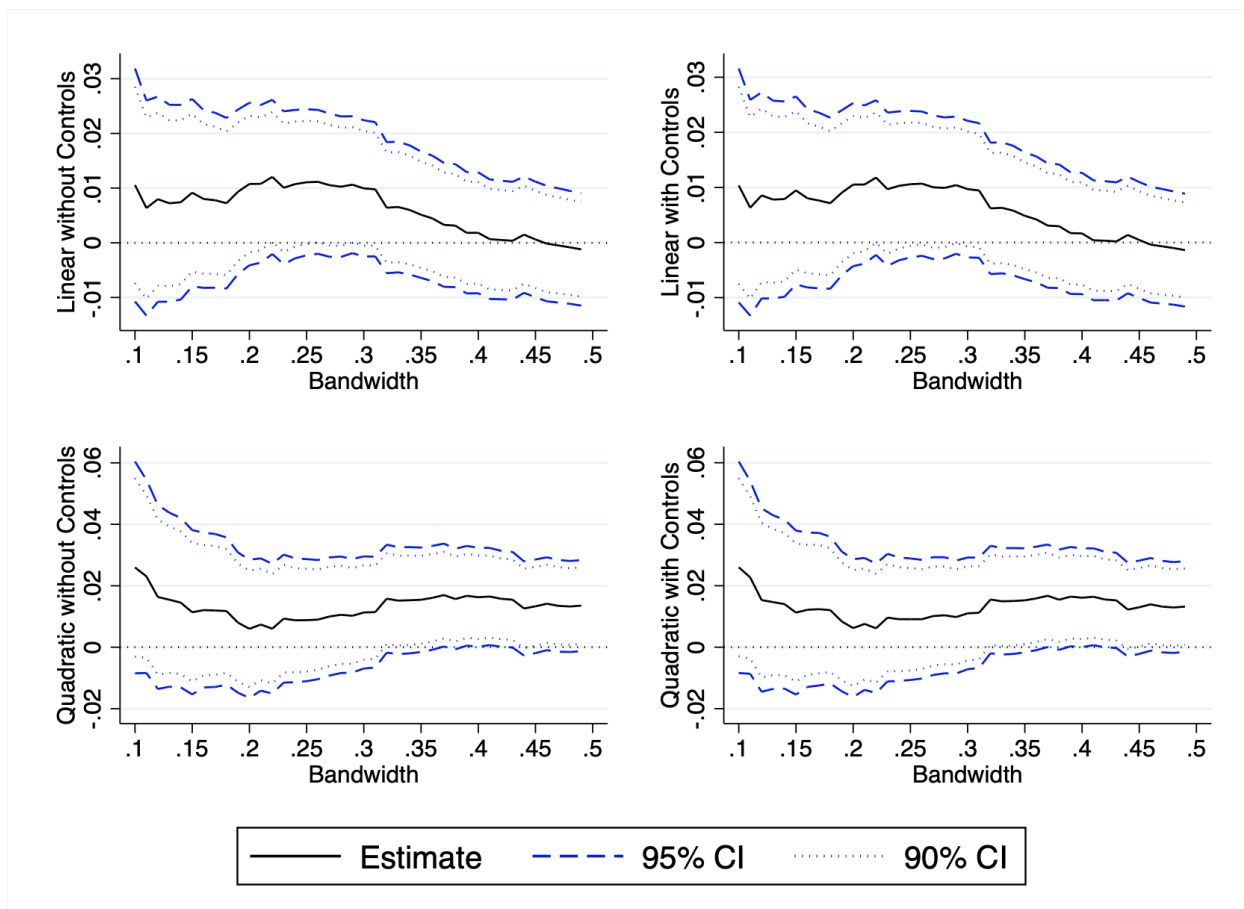 Linear without Controls
.03
.02
.01
0
-.01
.1 .15 .2 .25 .3 .35 .4 .45 .5
Bandwidth
Linear with Controls
.03
.02
.01
0
-.01
.1 .15 .2 .25 .3 .35 .4 .45 .5
Bandwidth
Quadratic without Controls
.06
.04
.02
0
-.02
.1 .15 .2 .25 .3 .35 .4 .45 .5
Bandwidth
Quadratic with Controls
.06
.04
.02
0
-.02
.1 .15 .2 .25 .3 .35 .4 .45 .5
Bandwidth
Estimate 95% CI 90% CI